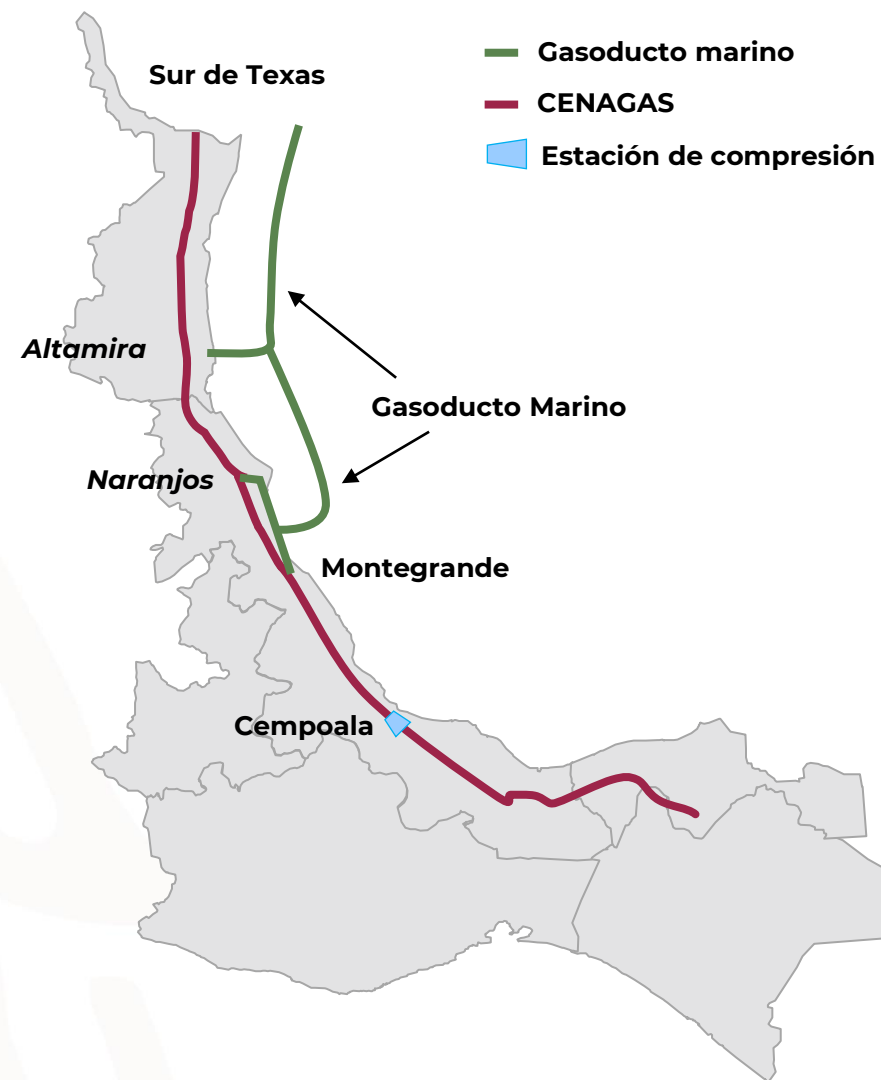 Sur de Texas
Gasoducto marino
CENAGAS
Estación de compresión
Altamira
Gasoducto Marino
Naranjos
Montegrande
Cempoala